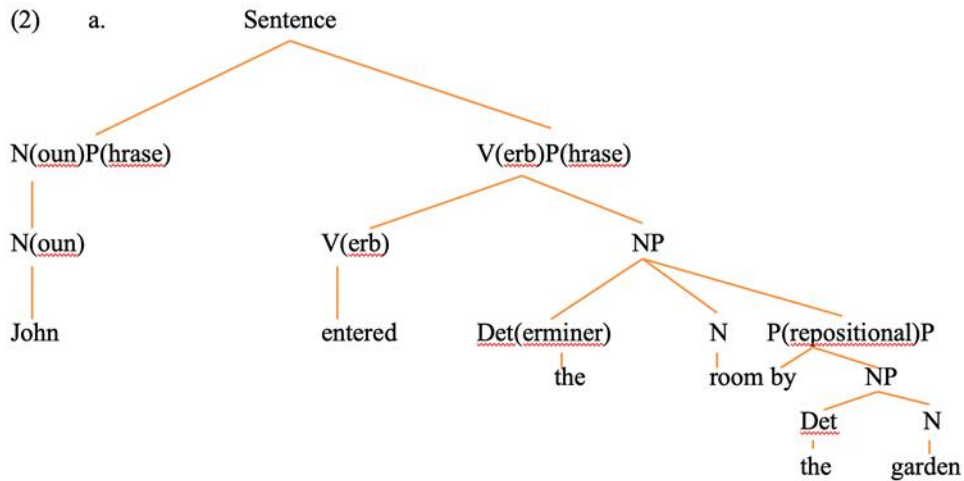 (2) a. Sentence
N(oun)P(hrase) V(erb)P(hrase)
N(oun) V(erb) NP
John entered Det(erminer) N P(repositional)P
the room by NP
Det N
the garden